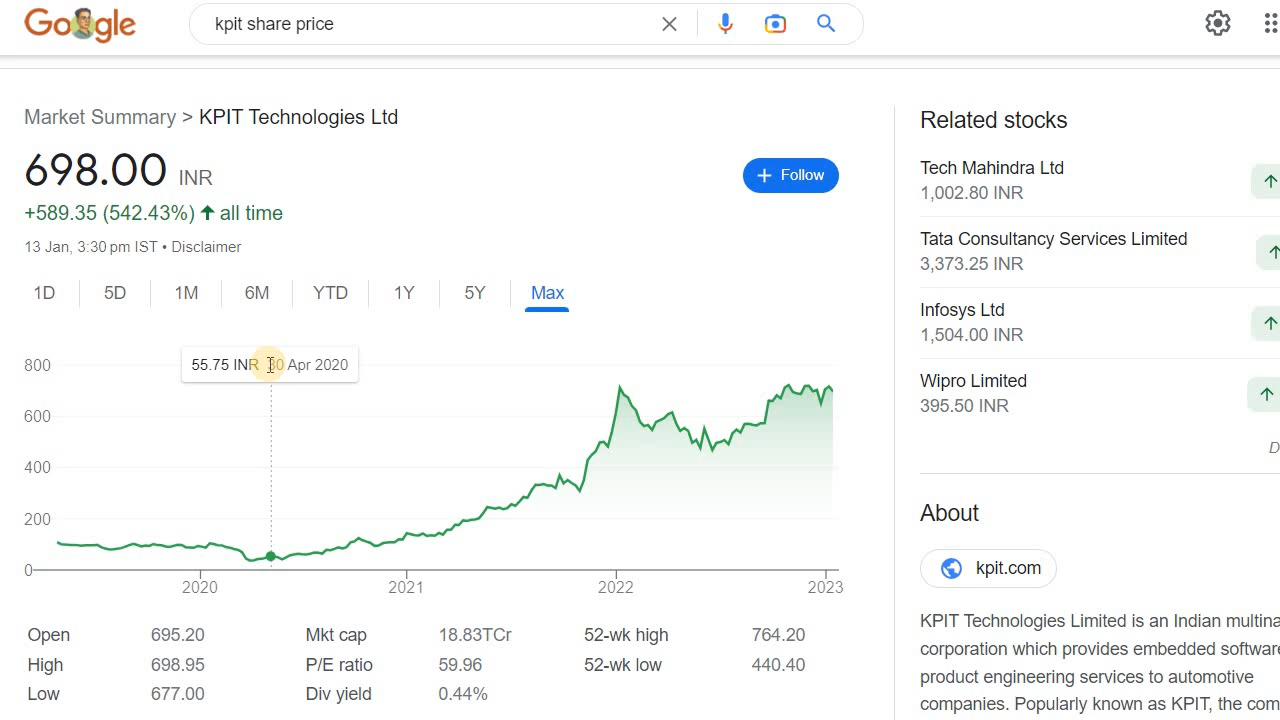 Google
kpit share price
Market Summary > KPIT Technologies Ltd
698.00 INR
+589.35 (542.43%) ↑ all time
13 Jan, 3:30 pm IST • Disclaimer
+ Follow
1D 5D 1M 6M YTD 1Y 5Y Max
55.75 INR 30 Apr 2020
800
600
400
200
0
2020 2021 2022 2023
Open 695.20 Mkt cap 18.83TCr 52-wk high 764.20
High 698.95 P/E ratio 59.96 52-wk low 440.40
Low 677.00 Div yield 0.44%
Related stocks
Tech Mahindra Ltd
1,002.80 INR
Tata Consultancy Services Limited
3,373.25 INR
Infosys Ltd
1,504.00 INR
Wipro Limited
395.50 INR
D
About
kpit.com
KPIT Technologies Limited is an Indian multina
corporation which provides embedded software
product engineering services to automotive
companies. Popularly known as KPIT, the com